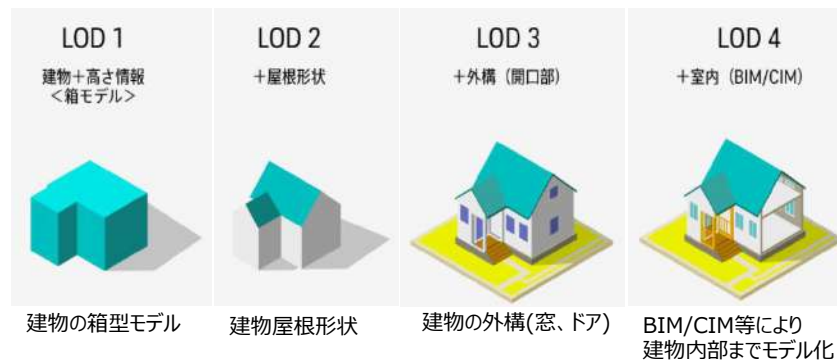 LOD 1
建物+高さ情報
<箱モデル>
建物の箱型モデル
LOD 2
+屋根形状
建物屋根形状
LOD 3
+外構（開口部）
建物の外構(窓、ドア)
LOD 4
+室内（BIM/CIM）
BIM/CIM等により
建物内部までモデル化